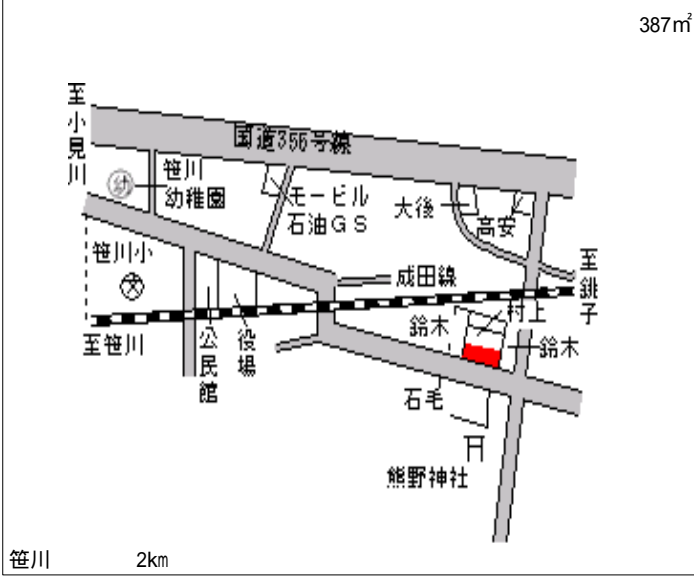 387㎡
至小見川
国道356号線
笹川
幼稚園
幼
モービル
石油GS
大後
高安
笹川小
文
成田線
至銚子
村上
鈴木
鈴木
至笹川
公民館
役場
石毛
熊野神社
笹川 2km